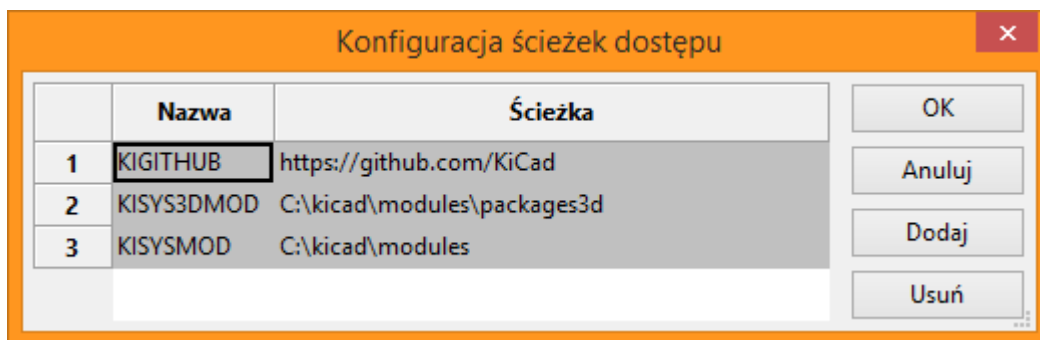 Konfiguracja ścieżek dostępu
×
Nazwa Ścieżka
1 KIGITHUB https://github.com/KiCad
2 KISYS3DMOD C:\kicad\modules\packages3d
3 KISYSMOD C:\kicad\modules
OK
Anuluj
Dodaj
Usuń